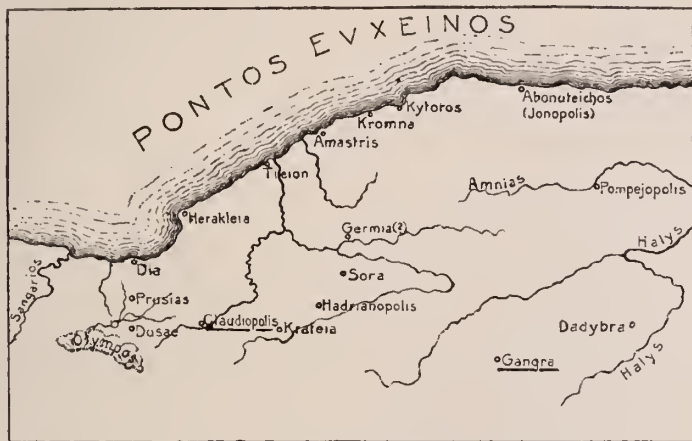 PONTOS EVXEINOS
Abonuteichos
(Jonopolis)
Kytoros
Kromna
Amastris
Tieion
Amnias
Pompejopolis
Herakleia
Germia(?)
Halys
Sangarios
Dia
Sora
Prusias
Hadrianopolis
Claudiopolis
Krateia
Dusae
Olympos
Dadybra
Gangra
Halys